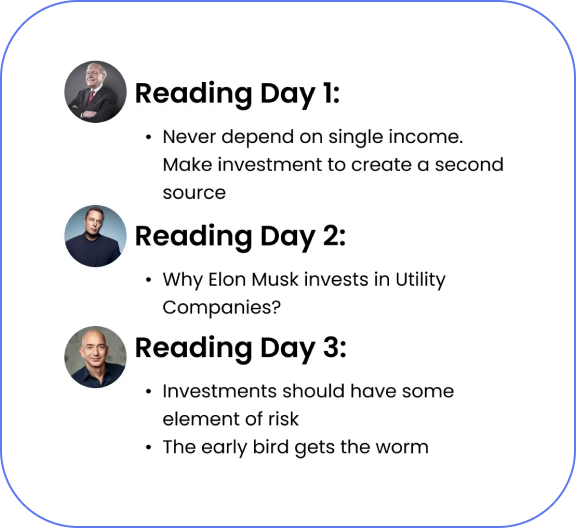 Reading Day 1:
• Never depend on single income.
Make investment to create a second
source
Reading Day 2:
• Why Elon Musk invests in Utility
Companies?
Reading Day 3:
• Investments should have some
element of risk
• The early bird gets the worm